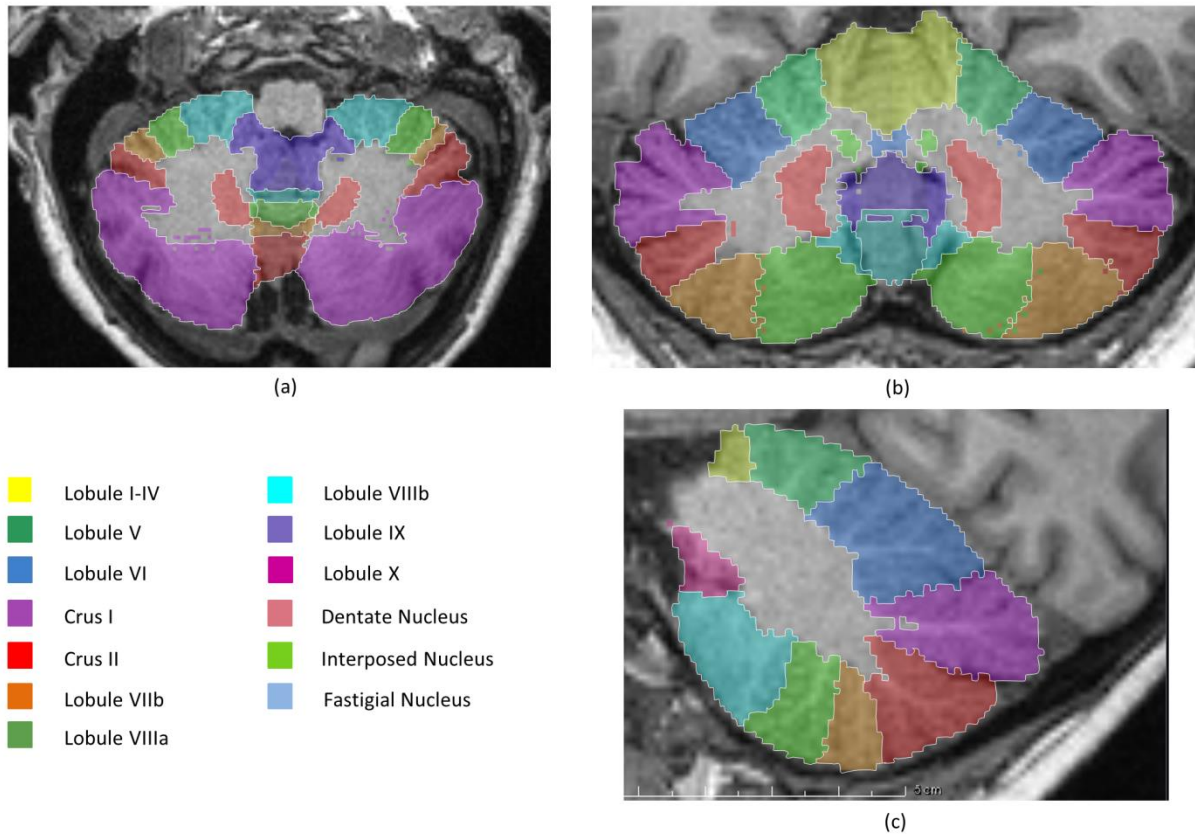 (a)
(b)
Lobule I-IV
Lobule V
Lobule VI
Crus I
Crus II
Lobule VIIb
Lobule VIIIa
Lobule VIIIb
Lobule IX
Lobule X
Dentate Nucleus
Interposed Nucleus
Fastigial Nucleus
5 cm
(c)